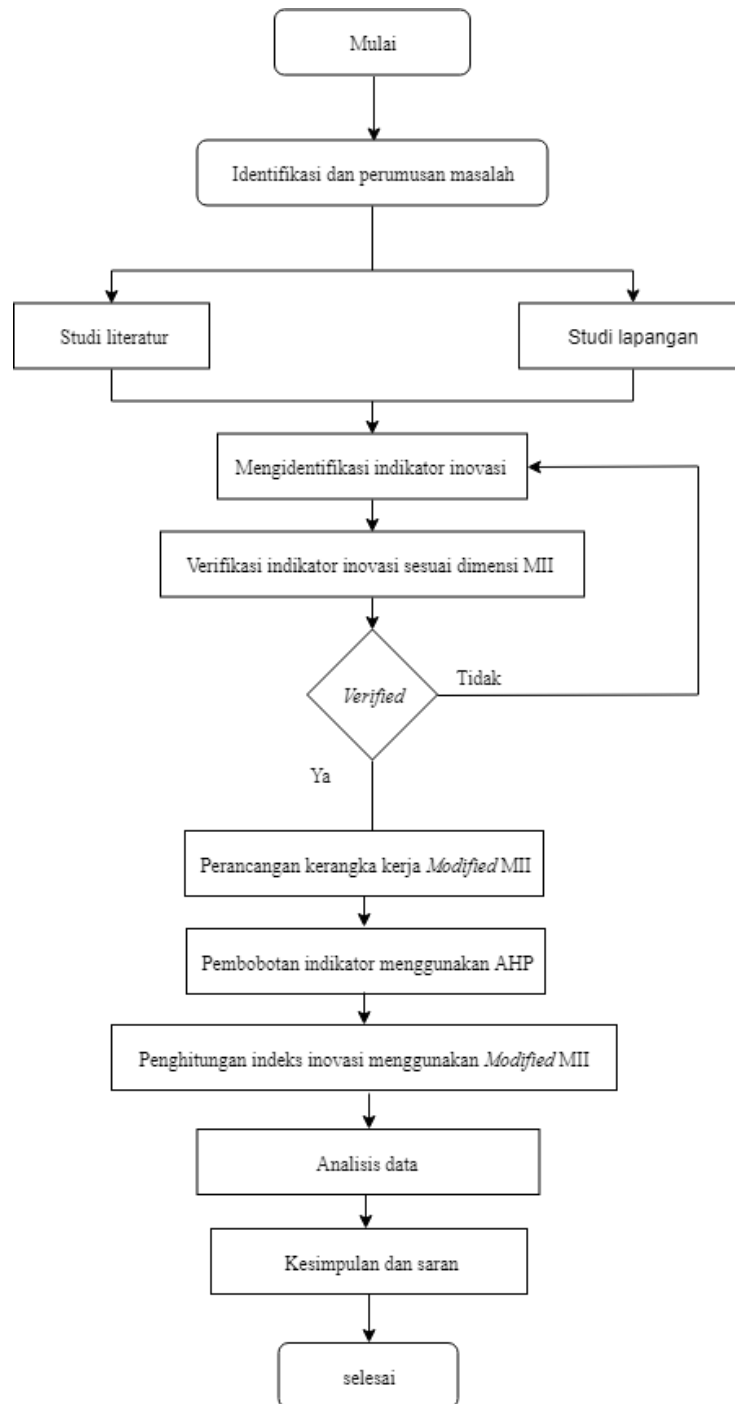 Mulai
Identifikasi dan perumusan masalah
Studi literatur
Studi lapangan
Mengidentifikasi indikator inovasi
Verifikasi indikator inovasi sesuai dimensi MII
Verified
Tidak
Ya
Perancangan kerangka kerja Modified MII
Pembobotan indikator menggunakan AHP
Penghitungan indeks inovasi menggunakan Modified MII
Analisis data
Kesimpulan dan saran
selesai